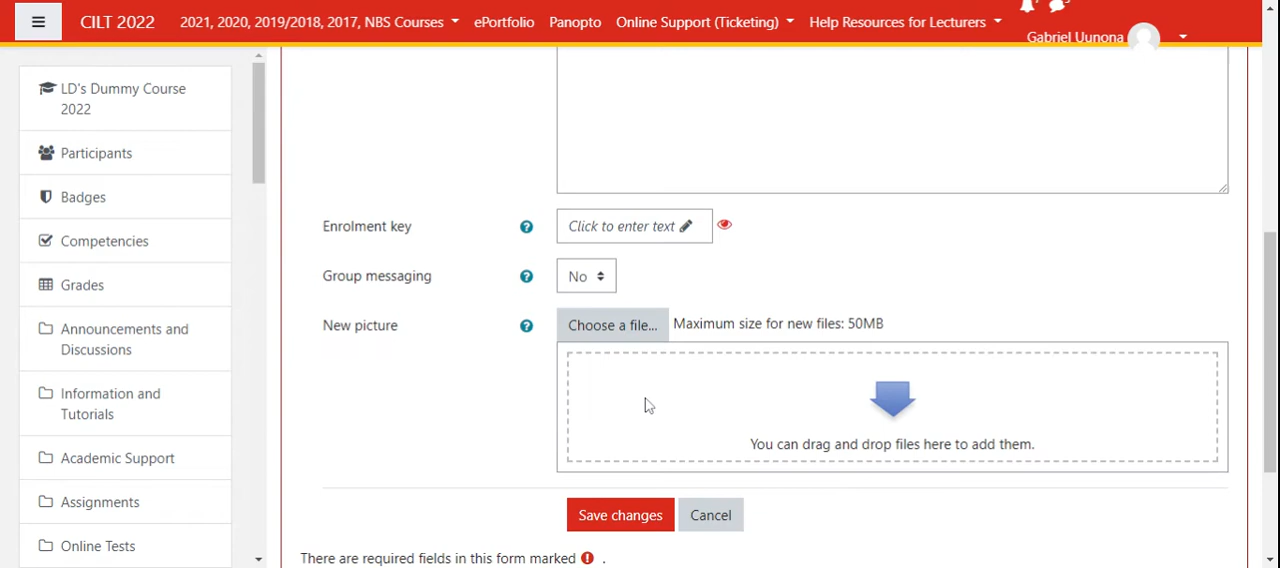 CILT 2022
2021, 2020, 2019/2018, 2017, NBS Courses
ePortfolio
Panopto
Online Support (Ticketing)
Help Resources for Lecturers
Gabriel Uunona
LD's Dummy Course
2022
Participants
Badges
Competencies
Grades
Announcements and
Discussions
Information and
Tutorials
Academic Support
Assignments
Online Tests
Enrolment key
Click to enter text
Group messaging
No
New picture
Choose a file...
Maximum size for new files: 50MB
You can drag and drop files here to add them.
Save changes
Cancel
There are required fields in this form marked .